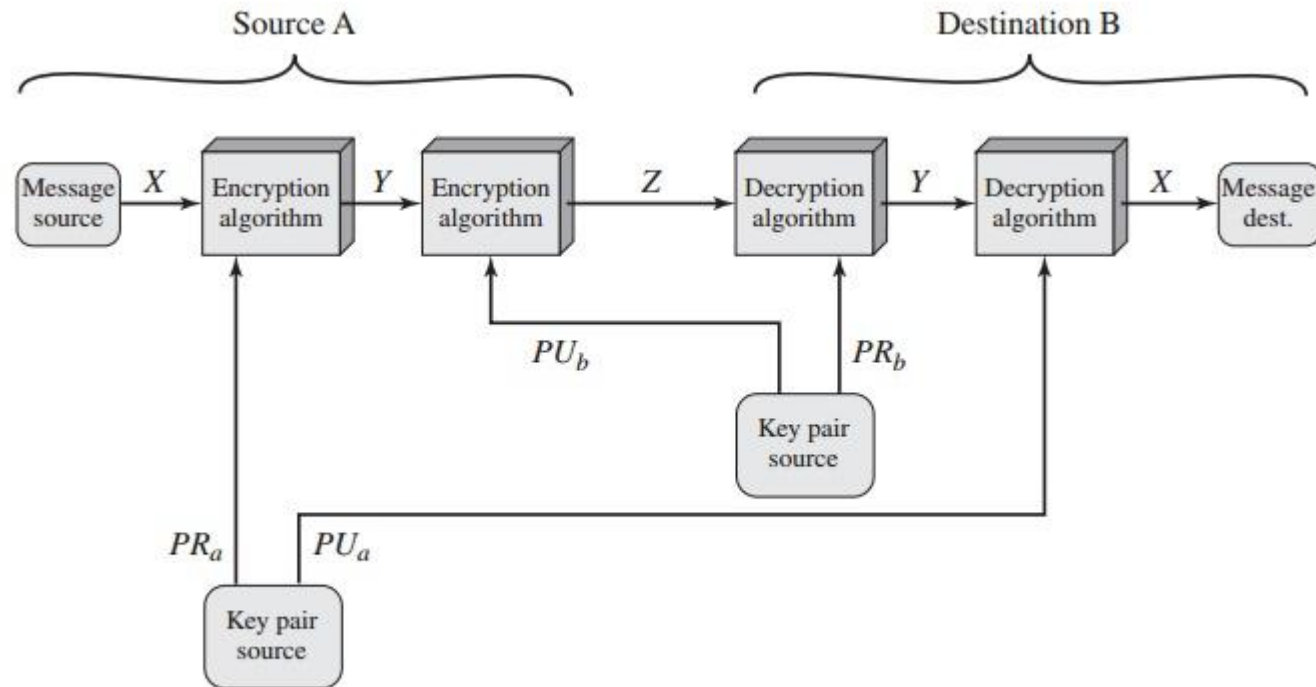 Source A
Destination B
Message
source
X
Encryption
algorithm
Y
Encryption
algorithm
Z
Decryption
algorithm
Y
Decryption
algorithm
X
Message
dest.
PU_b
PR_b
Key pair
source
PR_a
PU_a
Key pair
source